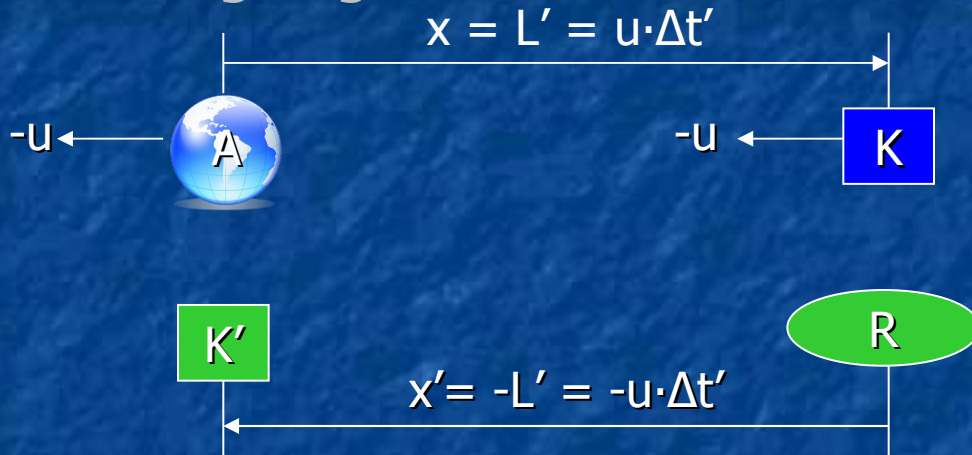 x = L′ = u·Δt′
-u
A
-u
K
K′
R
x′= -L′ = -u·Δt′